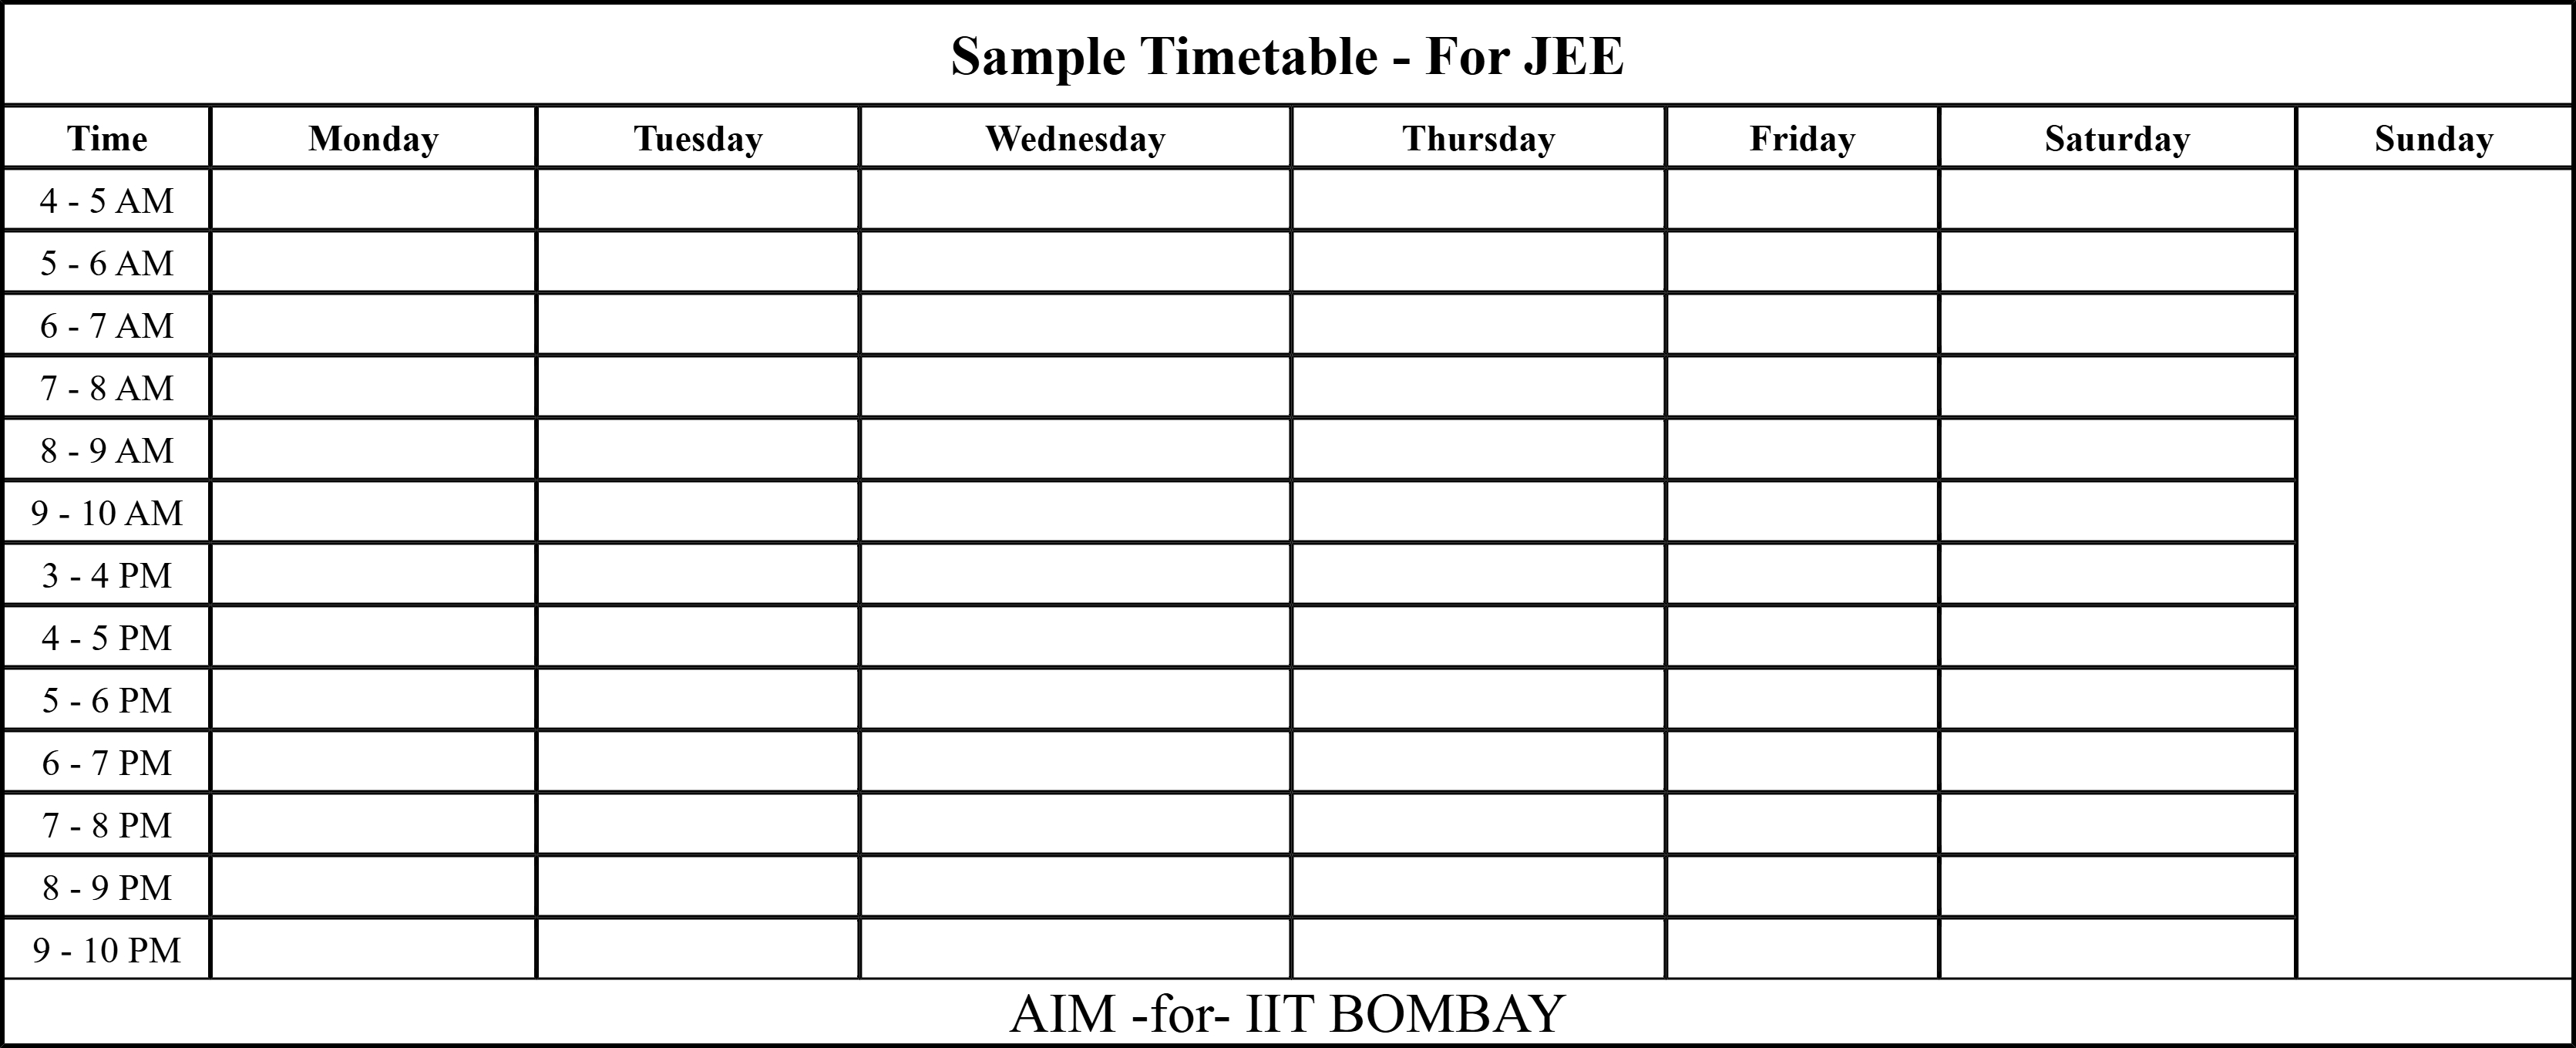 Sample Timetable - For JEE
Time Monday Tuesday Wednesday Thursday Friday Saturday Sunday
4 - 5 AM
5 - 6 AM
6 - 7 AM
7 - 8 AM
8 - 9 AM
9 - 10 AM
3 - 4 PM
4 - 5 PM
5 - 6 PM
6 - 7 PM
7 - 8 PM
8 - 9 PM
9 - 10 PM
AIM -for- IIT BOMBAY